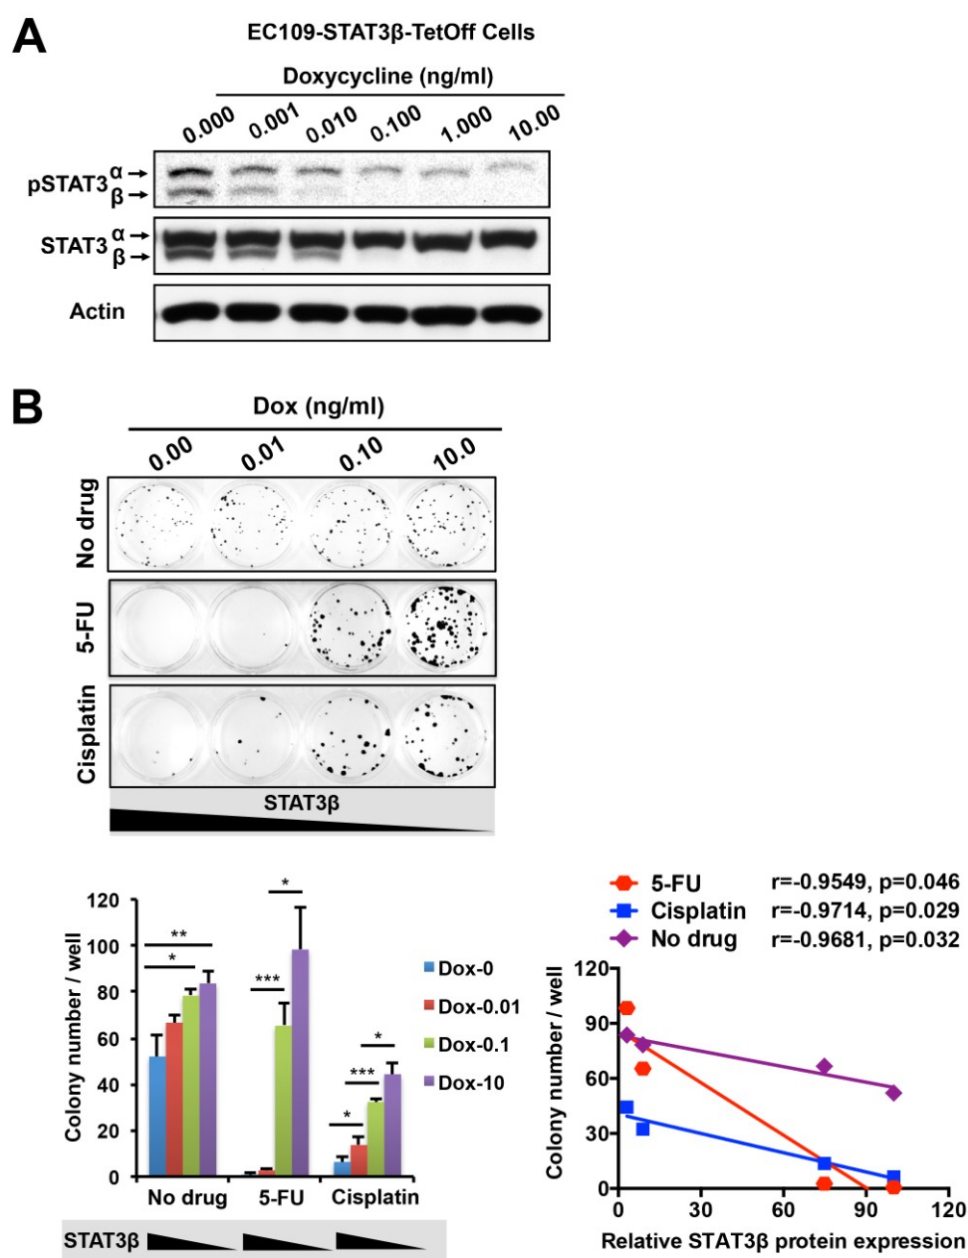 A
EC109-STAT3β-TetOff Cells
Doxycycline (ng/ml)
0.000 0.001 0.010 0.100 1.000 10.00
pSTAT3 α
β
STAT3 α
β
Actin
B
Dox (ng/ml)
0.00 0.01 0.10 10.0
No drug
5-FU
Cisplatin
STAT3β
Colony number / well
120
100
80
60
40
20
0
** 
*
***
*
*
***
*
Dox-0
Dox-0.01
Dox-0.1
Dox-10
No drug 5-FU Cisplatin
STAT3β
5-FU r=-0.9549, p=0.046
Cisplatin r=-0.9714, p=0.029
No drug r=-0.9681, p=0.032
Colony number / well
120
90
60
30
0
0 30 60 90 120
Relative STAT3β protein expression